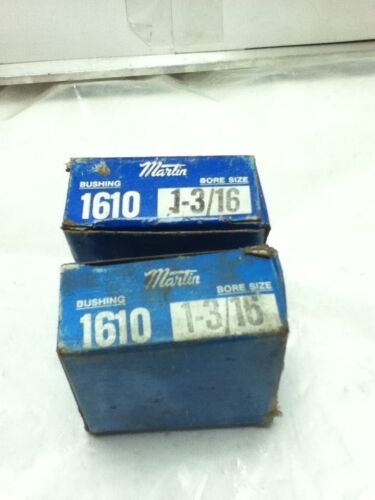 Martin
BUSHING BORE SIZE
1610 1-3/16
Martin
BUSHING BORE SIZE
1610 1-3/16